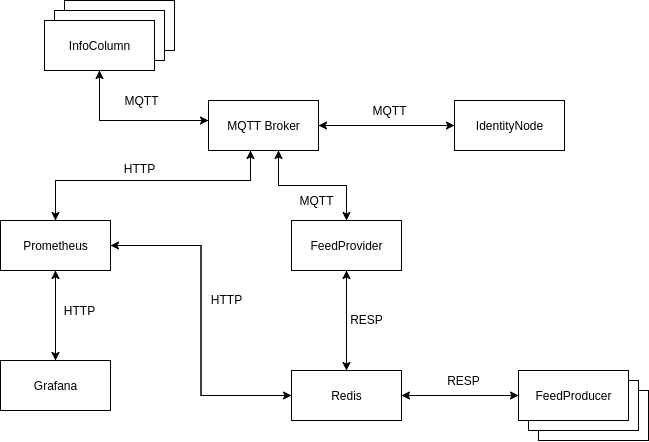 InfoColumn
MQTT
MQTT
MQTT Broker
IdentityNode
HTTP
MQTT
Prometheus
FeedProvider
HTTP
HTTP
RESP
Grafana
Redis
RESP
FeedProducer